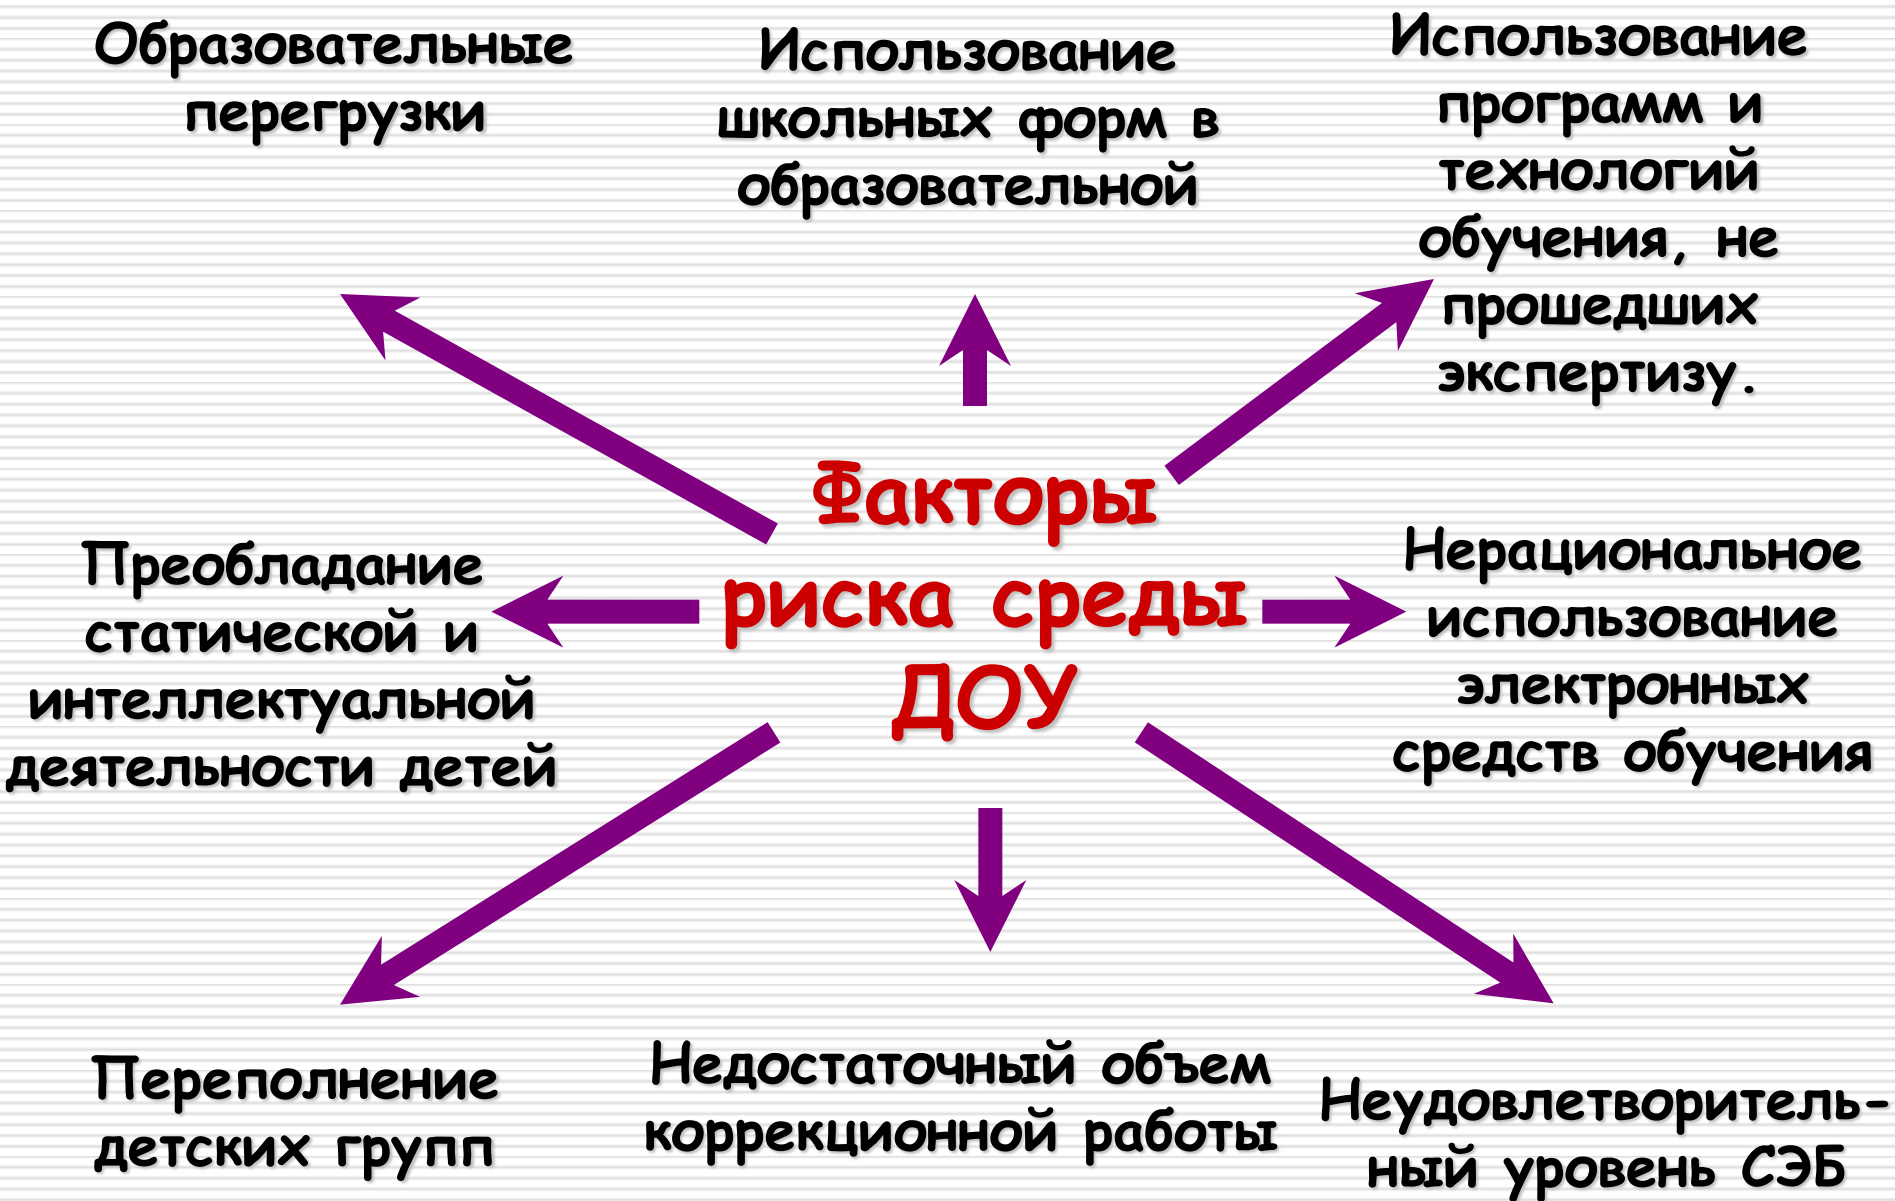 Образовательные
перегрузки
Использование
школьных форм в
образовательной
Использование
программ и
технологий
обучения, не
прошедших
экспертизу.
Факторы
риска среды
ДОУ
Преобладание
статической и
интеллектуальной
деятельности детей
Нерациональное
использование
электронных
средств обучения
Переполнение
детских групп
Недостаточный объем
коррекционной работы
Неудовлетворитель-
ный уровень СЭБ